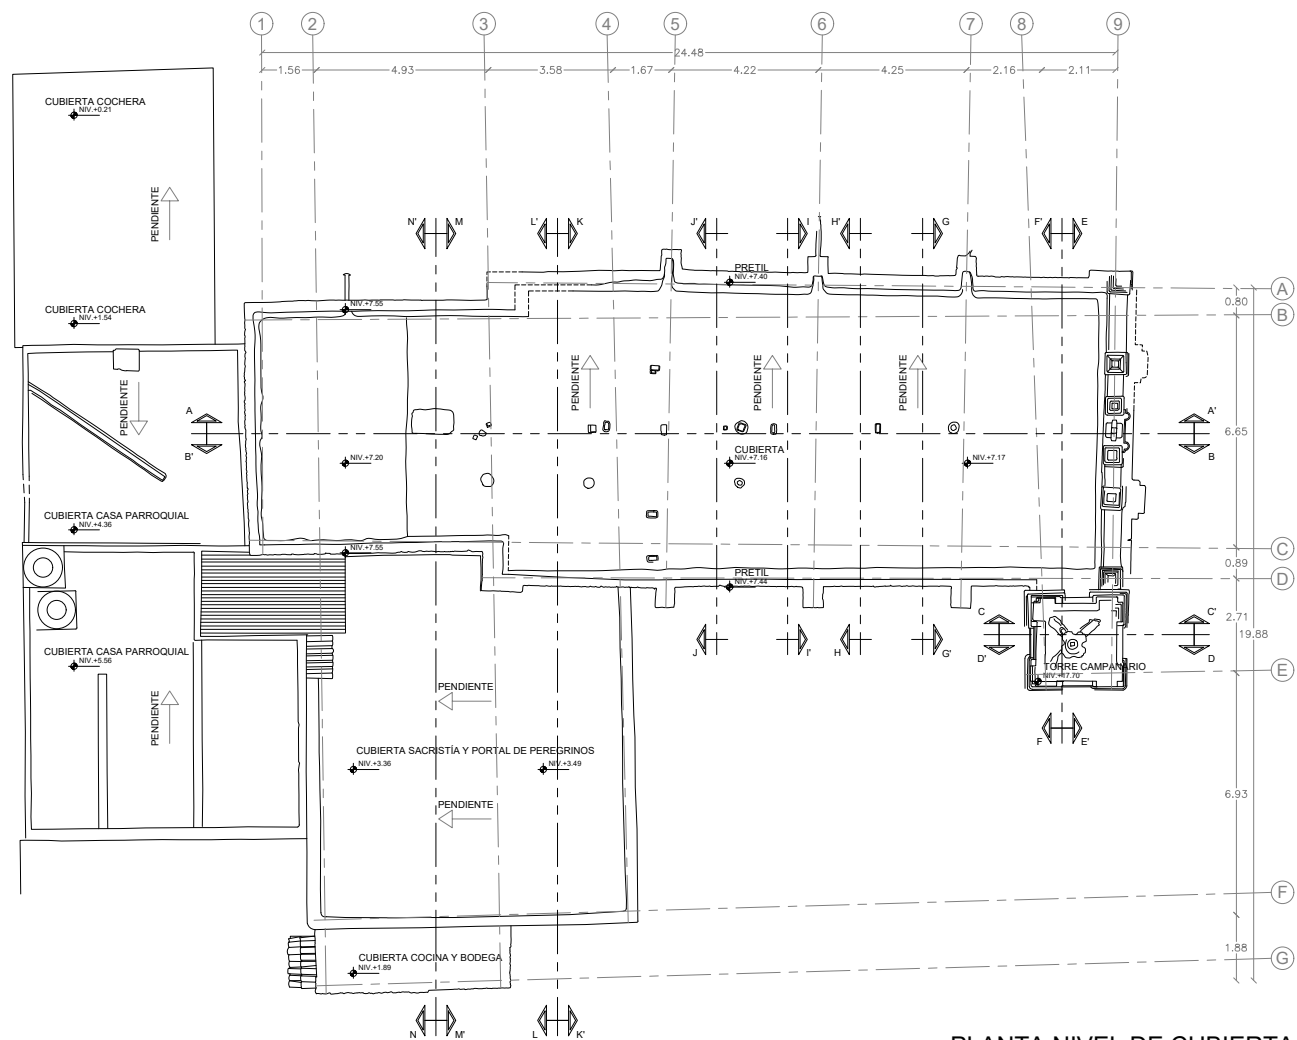 1 2 3 4 5 6 7 8 9
24.48
1.56 4.93 3.58 1.67 4.22 4.25 2.16 2.11
CUBIERTA COCHERA
NIV.+0.21
PENDIENTE
N' M L' K J' I H' G F' E
PRETIL
NIV.+7.40
A
0.80
B
NIV.+7.55
CUBIERTA COCHERA
NIV.+1.54
PENDIENTE
PENDIENTE
PENDIENTE
PENDIENTE
A
B'
A'
B
6.65
CUBIERTA
NIV.+7.20
NIV.+7.16
NIV.+7.17
CUBIERTA CASA PARROQUIAL
NIV.+4.36
NIV.+7.55
C
0.89
D
PRETIL
NIV.+7.44
C
D'
C'
D
2.71
19.88
J I' H G'
CUBIERTA CASA PARROQUIAL
NIV.+5.56
TORRE CAMPANARIO
NIV.+17.70
E
PENDIENTE
PENDIENTE
F E'
CUBIERTA SACRISTÍA Y PORTAL DE PEREGRINOS
NIV.+3.36
NIV.+3.49
6.93
PENDIENTE
F
1.88
CUBIERTA COCINA Y BODEGA
NIV.+1.89
G
N M' L K'
PLANTA NIVEL DE CUBIERTA